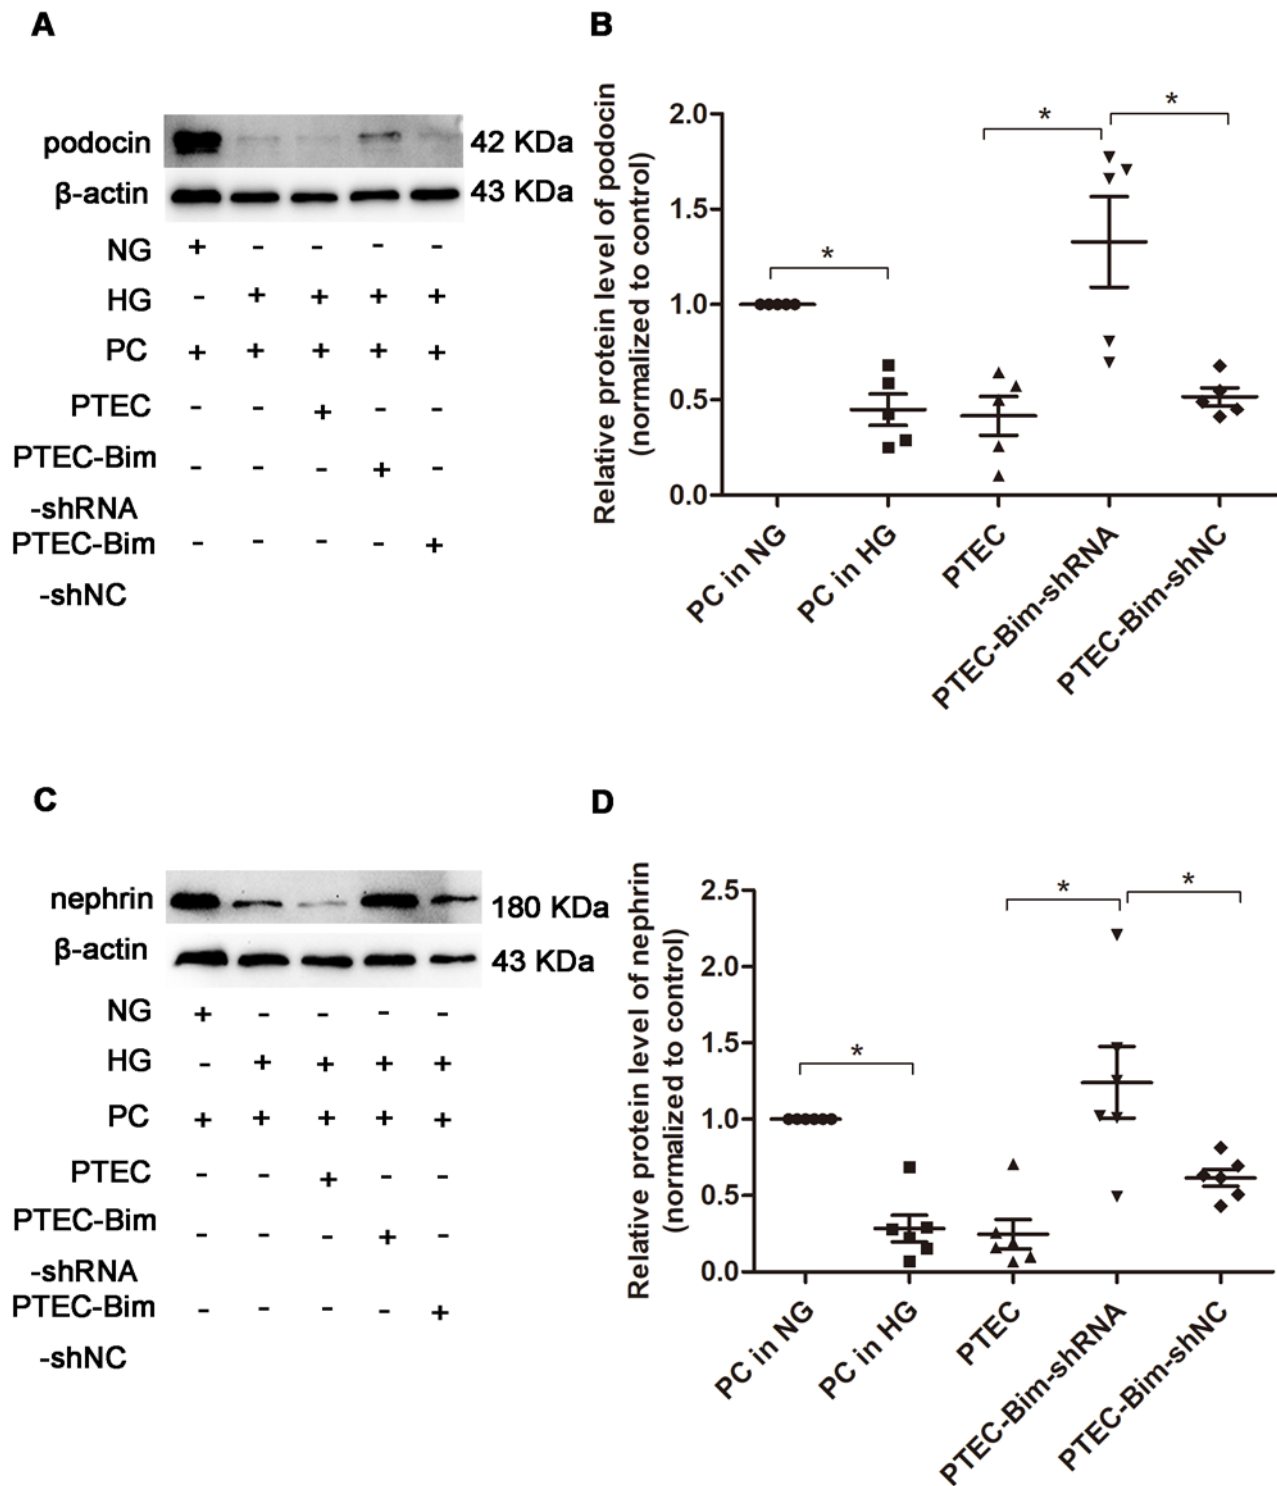 A
podocin
42 KDa
β-actin
43 KDa
NG + - - - -
HG - + + + +
PC + + + + +
PTEC - - + - -
PTEC-Bim - - - + -
-shRNA
PTEC-Bim - - - - +
-shNC
B
Relative protein level of podocin
(normalized to control)
2.0
1.5
1.0
0.5
0.0
*
*
*
PC in NG
PC in HG
PTEC
PTEC-Bim-shRNA
PTEC-Bim-shNC
C
nephrin
180 KDa
β-actin
43 KDa
NG + - - - -
HG - + + + +
PC + + + + +
PTEC - - + - -
PTEC-Bim - - - + -
-shRNA
PTEC-Bim - - - - +
-shNC
D
Relative protein level of nephrin
(normalized to control)
2.5
2.0
1.5
1.0
0.5
0.0
*
*
*
PC in NG
PC in HG
PTEC
PTEC-Bim-shRNA
PTEC-Bim-shNC